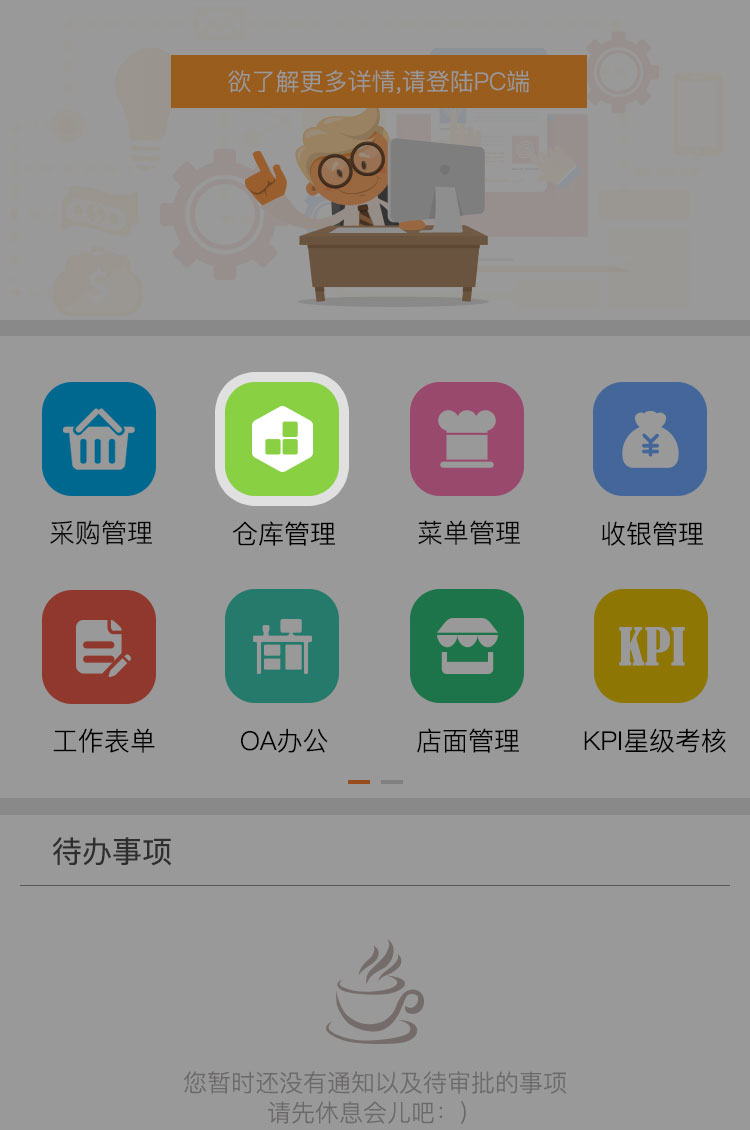 欲了解更多详情,请登陆PC端
采购管理
仓库管理
菜单管理
收银管理
KPI
工作表单
OA办公
店面管理
KPI星级考核
待办事项
您暂时还没有通知以及待审批的事项
请先休息会儿吧：）